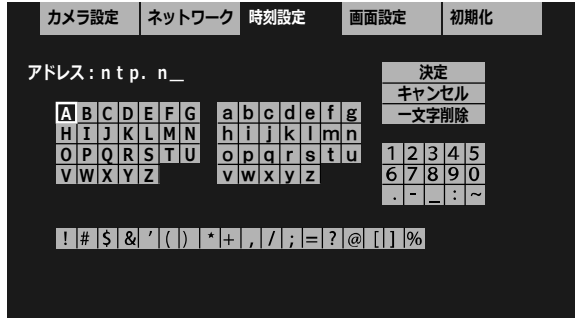 カメラ設定 ネットワーク 時刻設定 画面設定 初期化
アドレス:ntp. n_
決定
キャンセル
一文字削除
A B C D E F G a b c d e f g
H I J K L M N h i j k l m n
O P Q R S T U o p q r s t u
V W X Y Z v w x y z
1 2 3 4 5
6 7 8 9 0
. - _ : ~
! # $ & ' ( ) * + , / ; = ? @ [ ] %